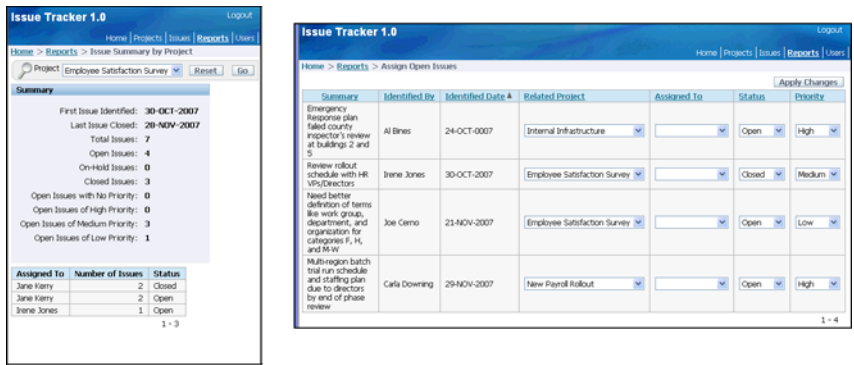 Issue Tracker 1.0
Logout
Home | Projects | Issues | Reports | Users
Home > Reports > Issue Summary by Project
Project Employee Satisfaction Survey Reset Go
Summary
First Issue Identified: 30-OCT-2007
Last Issue Closed: 28-NOV-2007
Total Issues: 7
Open Issues: 4
On-Hold Issues: 0
Closed Issues: 3
Open Issues with No Priority: 0
Open Issues of High Priority: 0
Open Issues of Medium Priority: 3
Open Issues of Low Priority: 1
Assigned To Number of Issues Status
Jane Kerry 2 Closed
Jane Kerry 2 Open
Irene Jones 1 Open
1 - 3
Issue Tracker 1.0
Logout
Home | Projects | Issues | Reports | Users
Home > Reports > Assign Open Issues
Apply Changes
Summary Identified By Identified Date Related Project Assigned To Status Priority
Emergency
Response plan
failed county
inspector's review
at buildings 2 and
5
Al Bines 24-OCT-0007 Internal Infrastructure Open High
Review rollout
schedule with HR
VPs/Directors
Irene Jones 30-OCT-2007 Employee Satisfaction Survey Closed Medium
Need better
definition of terms
like work group,
department, and
organization for
categories F, H,
and M-W
Joe Cerno 21-NOV-2007 Employee Satisfaction Survey Open Low
Multi-region batch
trial run schedule
and staffing plan
due to directors
by end of phase
review
Carla Downing 29-NOV-2007 New Payroll Rollout Open High
1 - 4